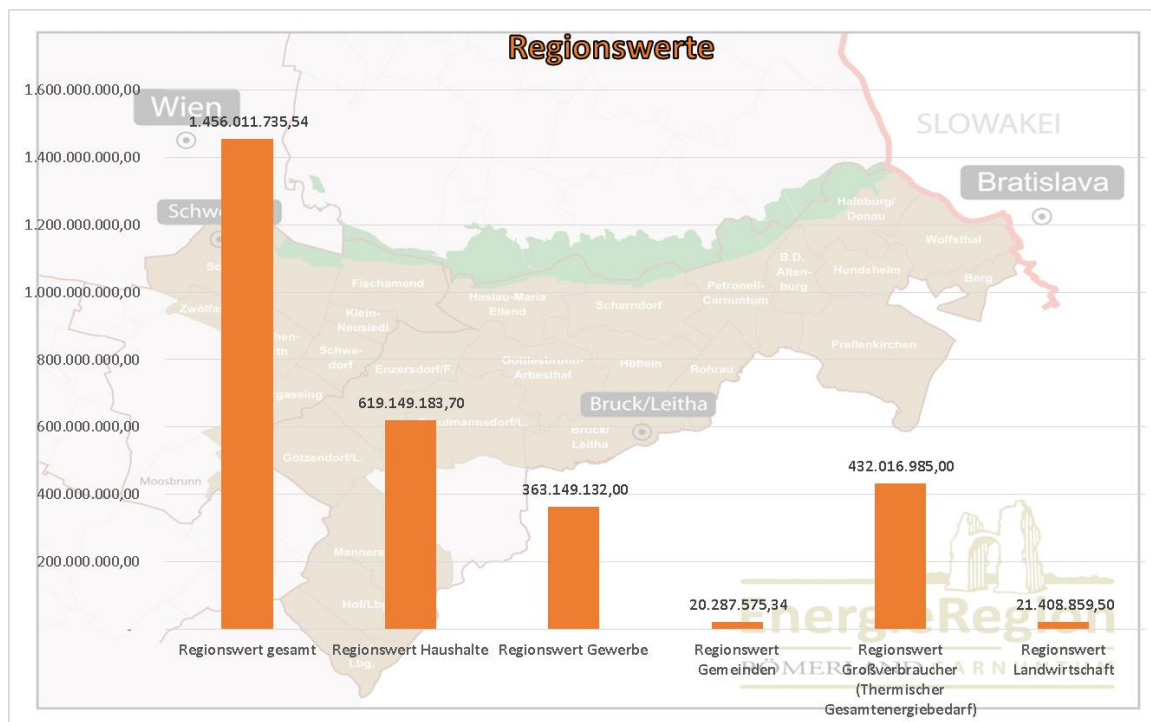 Regionswerte
1.600.000.000,00
1.400.000.000,00
1.200.000.000,00
1.000.000.000,00
800.000.000,00
600.000.000,00
400.000.000,00
200.000.000,00
-
1.456.011.735,54
619.149.183,70
363.149.132,00
20.287.575,34
432.016.985,00
21.408.859,50
Regionswert gesamt
Regionswert Haushalte
Regionswert Gewerbe
Regionswert
Gemeinden
Regionswert
Großverbraucher
(Thermischer
Gesamtenergiebedarf)
Regionswert
Landwirtschaft
Wien
SLOWAKEI
Bratislava
Hainburg/
Donau
Wolfsthal
Berg
Hundsheim
B.D.
Alten-
burg
Petronell-
Carnuntum
Prellenkirchen
Rohrau
Scharndorf
Höflein
Haslau-Maria
Ellend
Göttlesbrunn-
Arbesthal
Fischamend
Klein-
Neusiedl
Schwa-
dorf
Enzersdorf/F.
Bruck/Leitha
Bruck/
Leitha
Götzendorf/L.
Moosbrunn
Lbg.
EnergieRegion
RÖMERLAND CARNUNTUM